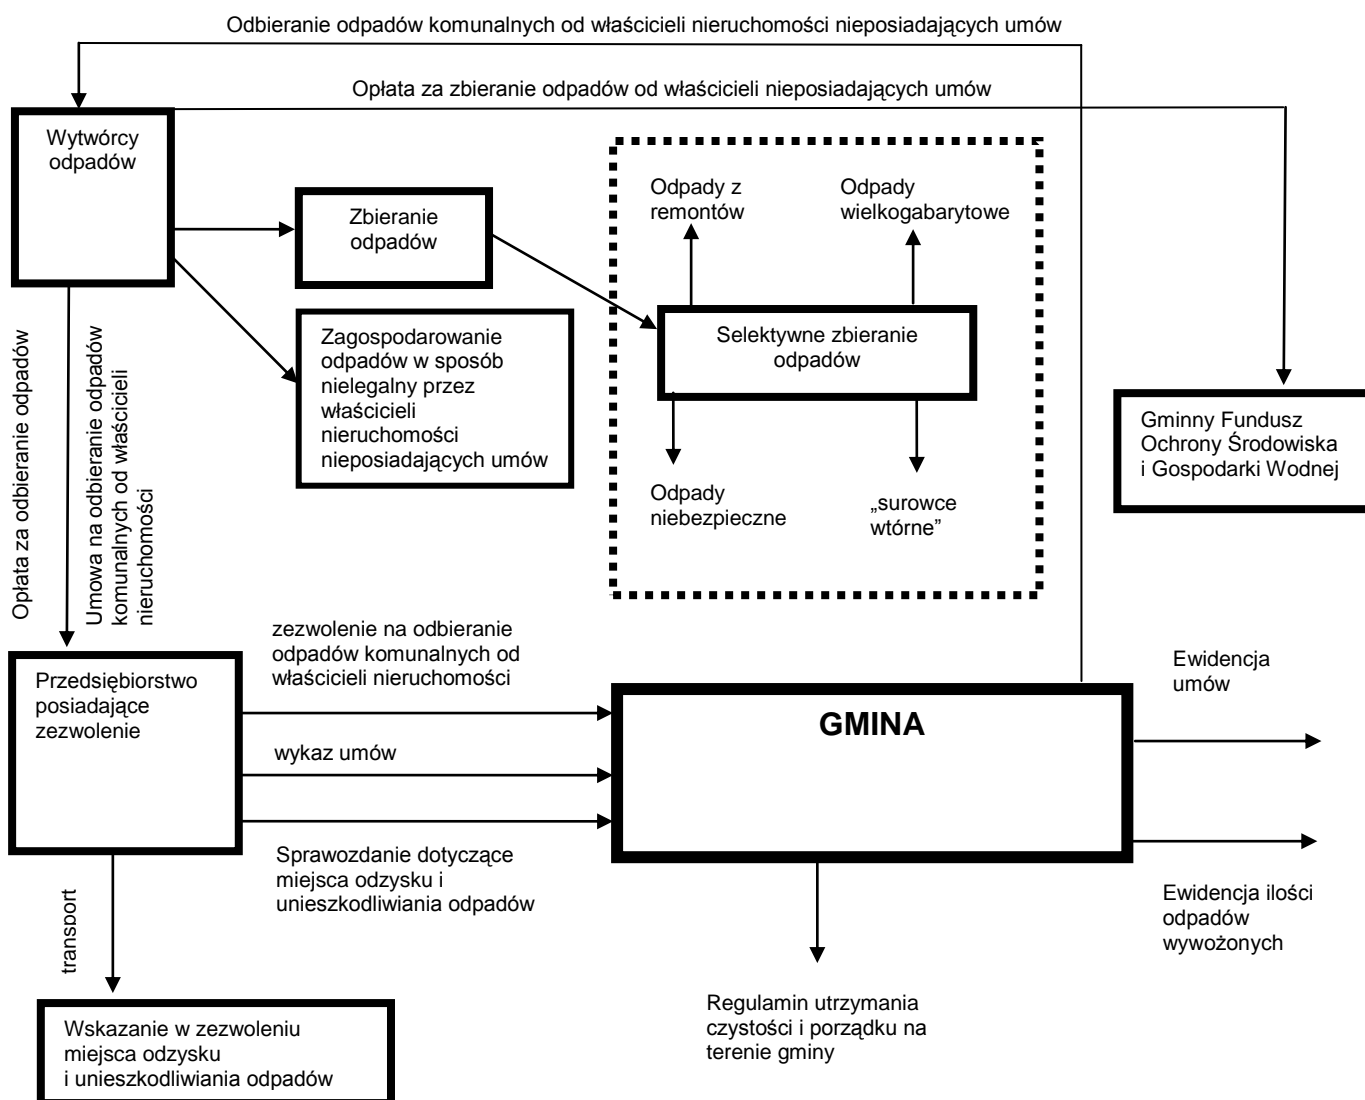 Odbieranie odpadów komunalnych od właścicieli nieruchomości nieposiadających umów
Opłata za zbieranie odpadów od właścicieli nieposiadających umów
Wytwórcy
odpadów
Zbieranie
odpadów
Odpady z
remontów
Odpady
wielkogabarytowe
Selektywne zbieranie
odpadów
Odpady
niebezpieczne
„surowce
wtórne”
Zagospodarowanie
odpadów w sposób
nielegalny przez
właścicieli
nieruchomości
nieposiadających umów
Gminny Fundusz
Ochrony Środowiska
i Gospodarki Wodnej
Opłata za odbieranie odpadów
Umowa na odbieranie odpadów
komunalnych od właścicieli
nieruchomości
Przedsiębiorstwo
posiadające
zezwolenie
zezwolenie na odbieranie
odpadów komunalnych od
właścicieli nieruchomości
wykaz umów
Sprawozdanie dotyczące
miejsca odzysku i
unieszkodliwiania odpadów
GMINA
Ewidencja
umów
Ewidencja ilości
odpadów
wywożonych
transport
Wskazanie w zezwoleniu
miejsca odzysku
i unieszkodliwiania odpadów
Regulamin utrzymania
czystości i porządku na
terenie gminy